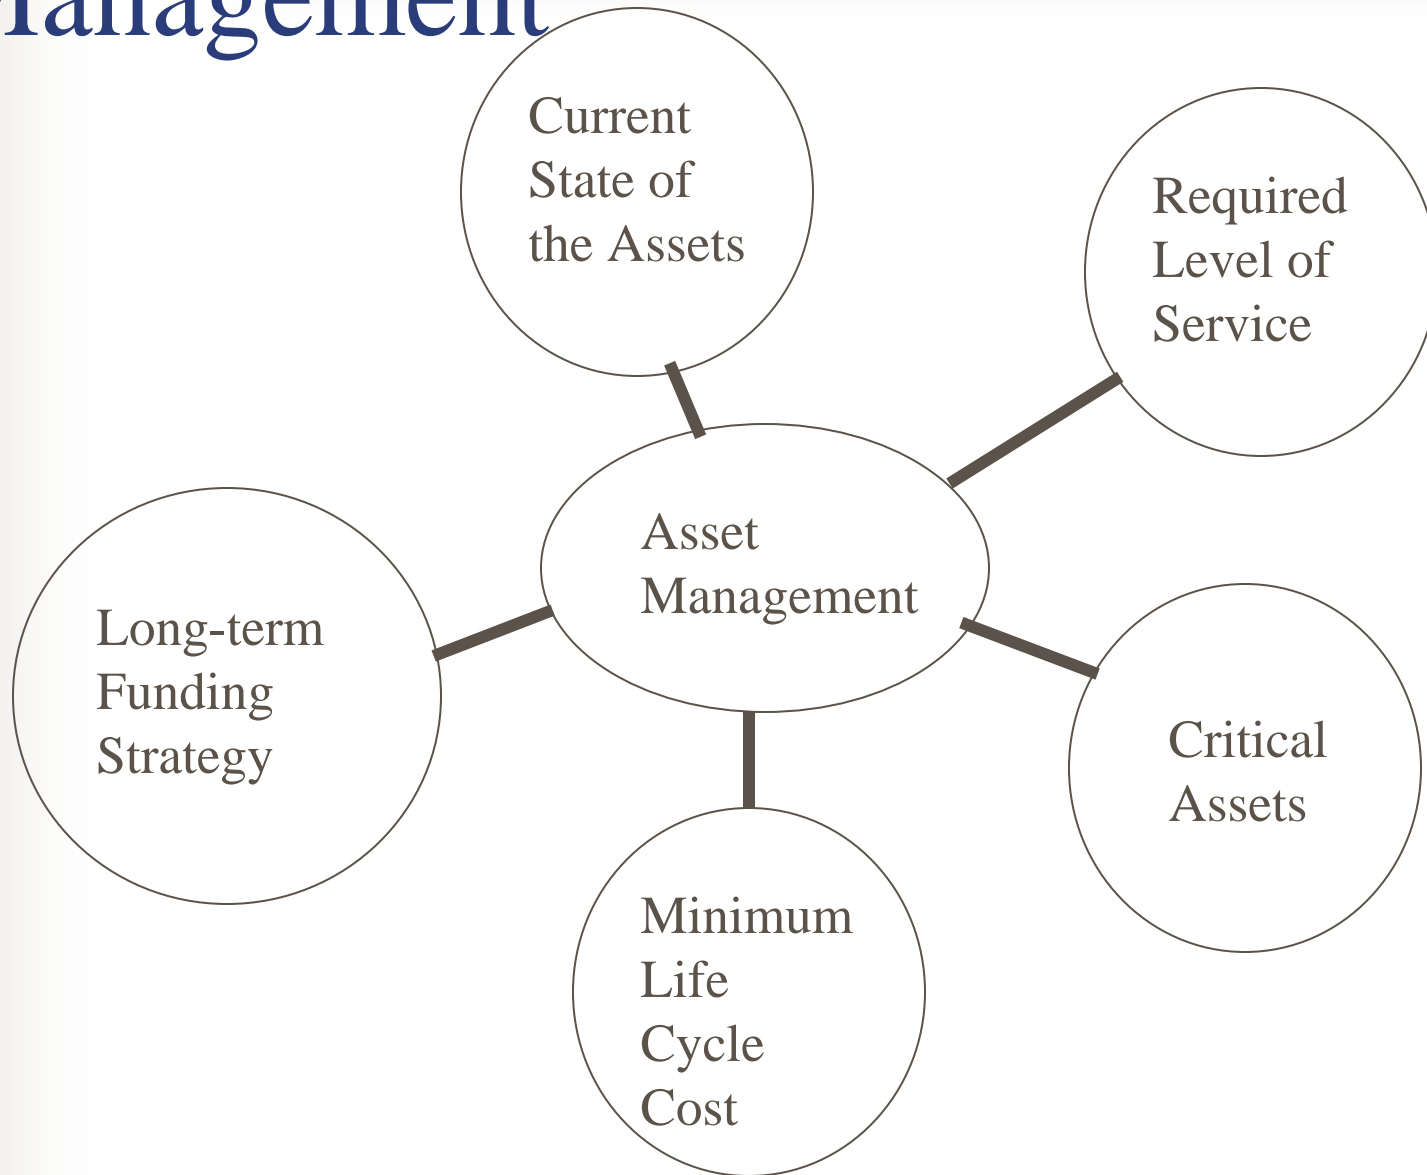 Management
Current
State of
the Assets
Required
Level of
Service
Asset
Management
Long-term
Funding
Strategy
Critical
Assets
Minimum
Life
Cycle
Cost